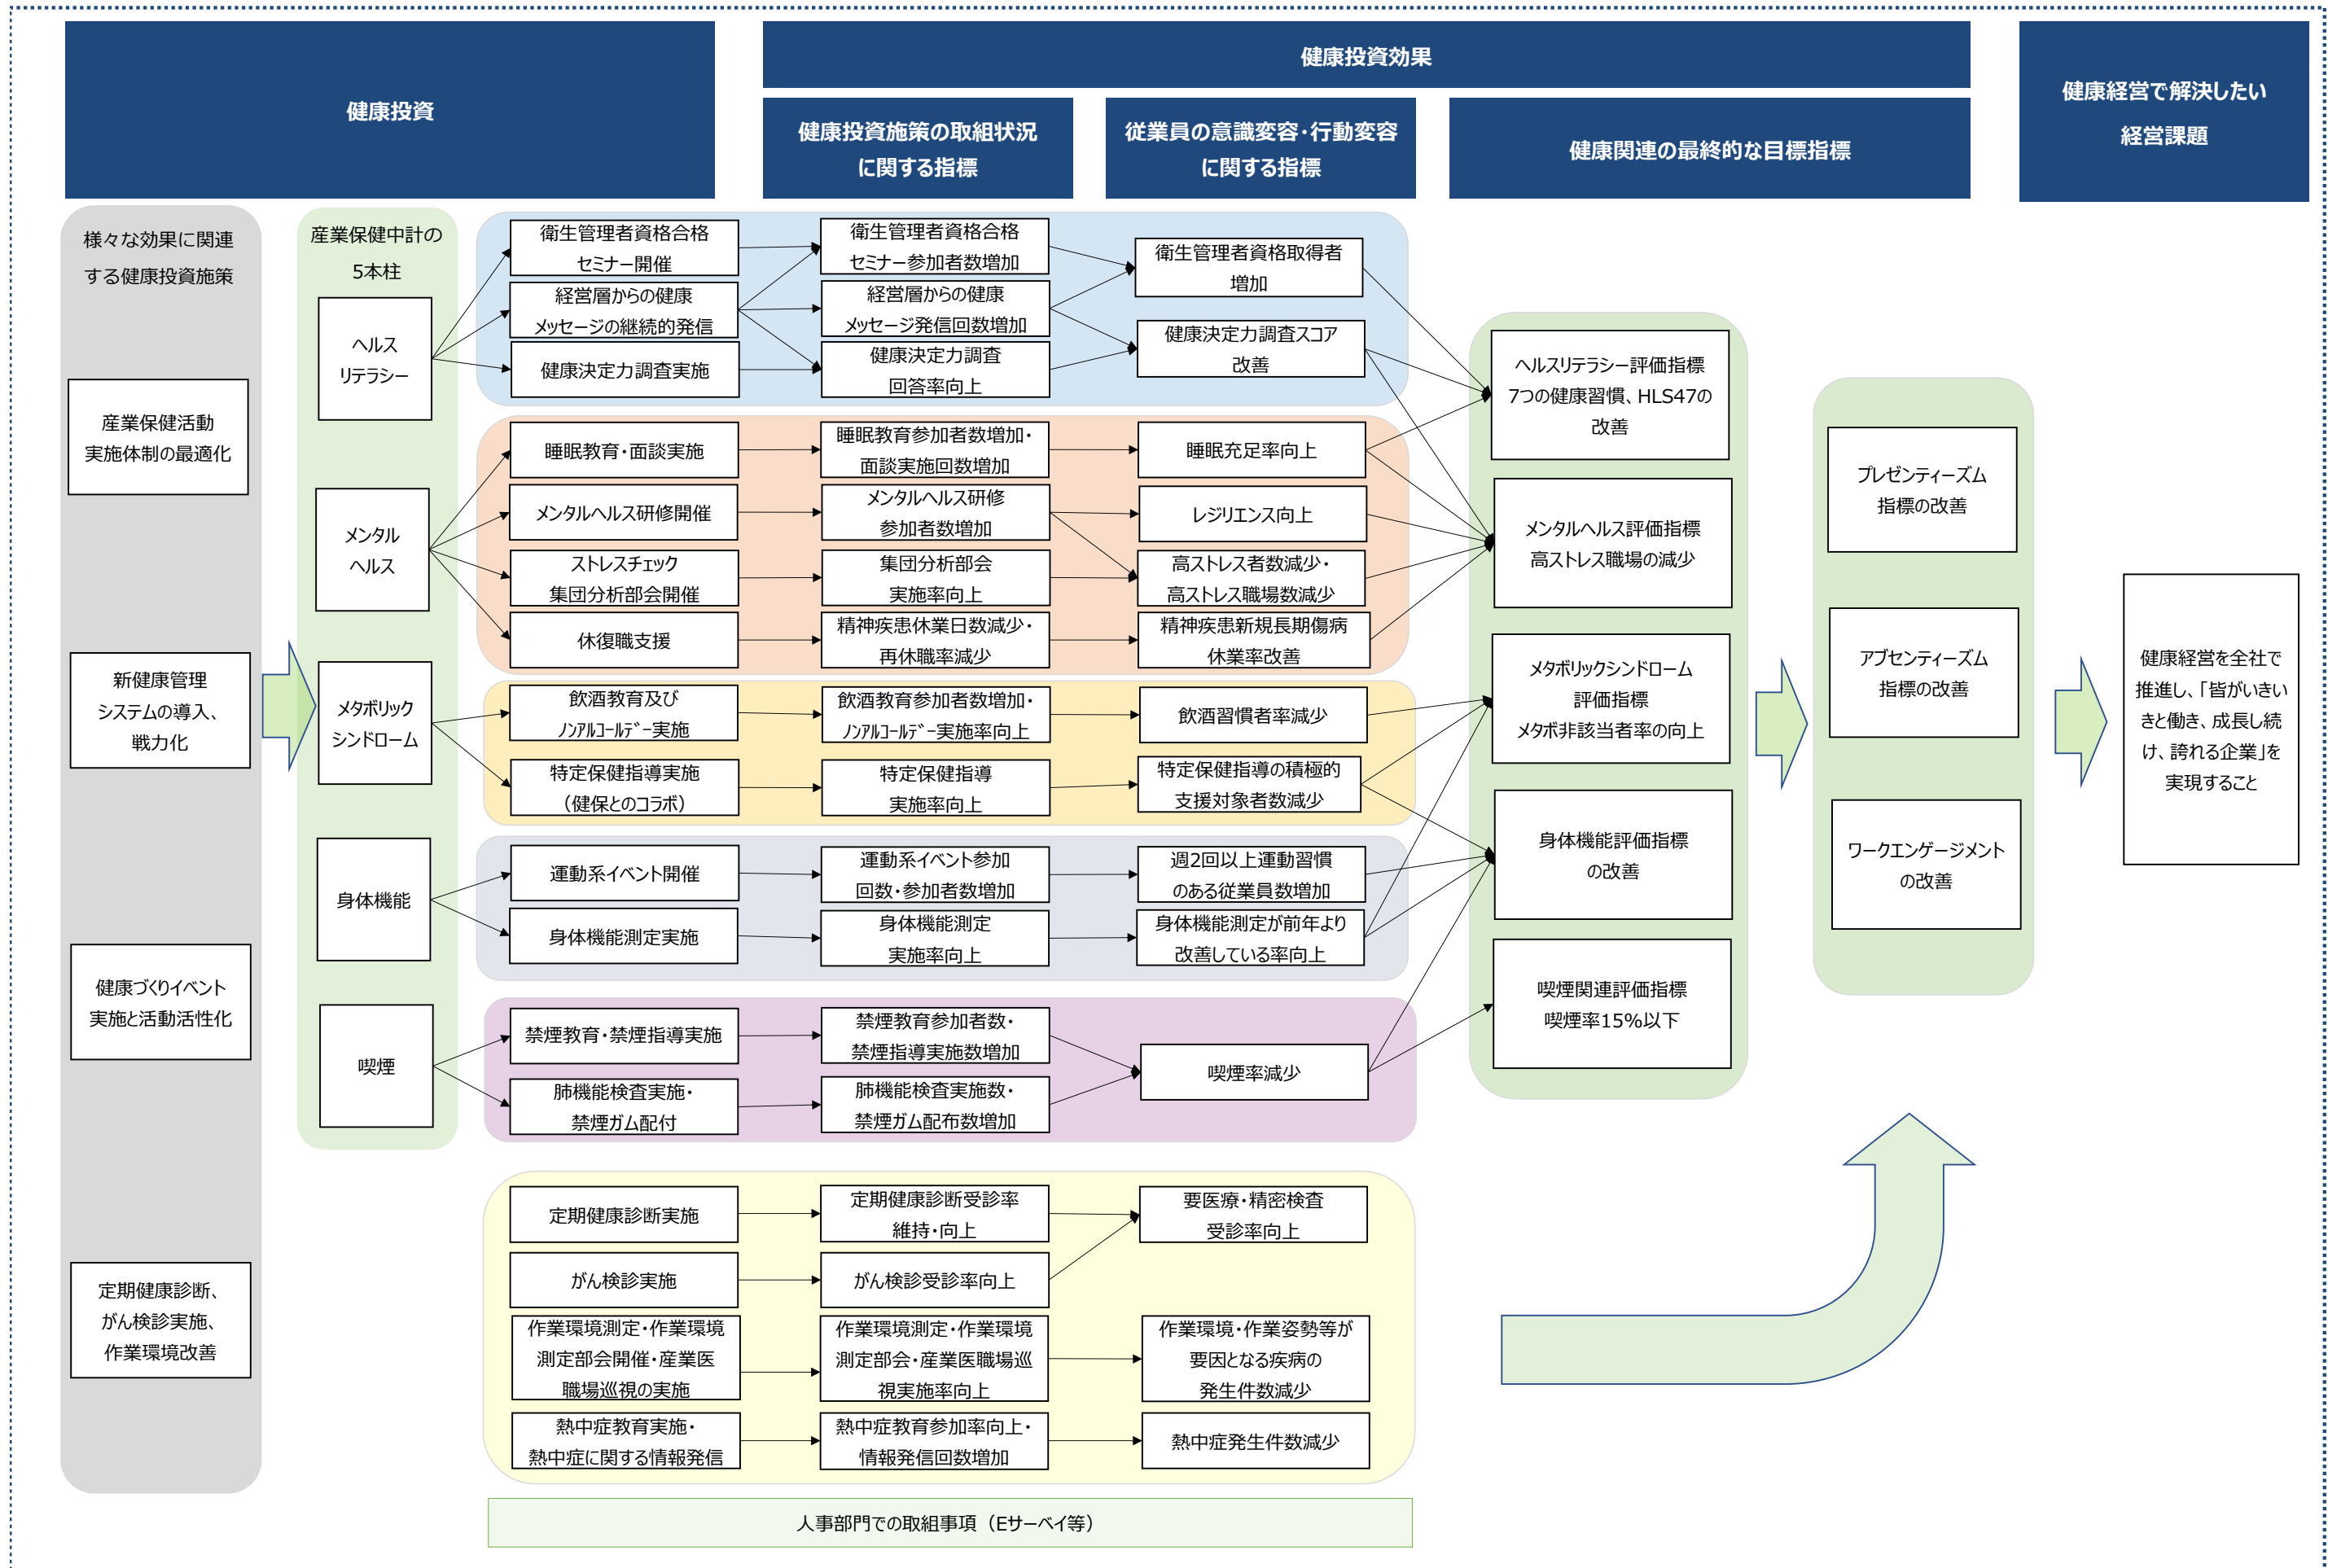 健康投資
健康投資効果
健康投資施策の取組状況
に関する指標
従業員の意識変容・行動変容
に関する指標
健康関連の最終的な目標指標
健康経営で解決したい
経営課題
様々な効果に関連
する健康投資施策
産業保健活動
実施体制の最適化
新健康管理
システムの導入、
戦力化
健康づくりイベント
実施と活動活性化
定期健康診断、
がん検診実施、
作業環境改善
産業保健中計の
5本柱
ヘルス
リテラシー
メンタル
ヘルス
メタボリック
シンドローム
身体機能
喫煙
衛生管理者資格合格
セミナー開催
衛生管理者資格合格
セミナー参加者数増加
衛生管理者資格取得者
増加
経営層からの健康
メッセージの継続的発信
経営層からの健康
メッセージ発信回数増加
健康決定力調査スコア
改善
健康決定力調査実施
健康決定力調査
回答率向上
睡眠教育・面談実施
睡眠教育参加者数増加・
面談実施回数増加
睡眠充足率向上
メンタルヘルス研修開催
メンタルヘルス研修
参加者数増加
レジリエンス向上
ストレスチェック
集団分析部会開催
集団分析部会
実施率向上
高ストレス者数減少・
高ストレス職場数減少
休復職支援
精神疾患休業日数減少・
再休職率減少
精神疾患新規長期傷病
休業率改善
飲酒教育及び
ノンアルコールデー実施
飲酒教育参加者数増加・
ノンアルコールデー実施率向上
飲酒習慣者率減少
特定保健指導実施
（健保とのコラボ）
特定保健指導
実施率向上
特定保健指導の積極的
支援対象者数減少
運動系イベント開催
運動系イベント参加
回数・参加者数増加
週2回以上運動習慣
のある従業員数増加
身体機能測定実施
身体機能測定
実施率向上
身体機能測定が前年より
改善している率向上
禁煙教育・禁煙指導実施
禁煙教育参加者数・
禁煙指導実施数増加
喫煙率減少
肺機能検査実施・
禁煙ガム配付
肺機能検査実施数・
禁煙ガム配布数増加
定期健康診断実施
定期健康診断受診率
維持・向上
要医療・精密検査
受診率向上
がん検診実施
がん検診受診率向上
作業環境測定・作業環境
測定部会開催・産業医
職場巡視の実施
作業環境測定・作業環境
測定部会・産業医職場巡
視実施率向上
作業環境・作業姿勢等が
要因となる疾病の
発生件数減少
熱中症教育実施・
熱中症に関する情報発信
熱中症教育参加率向上・
情報発信回数増加
熱中症発生件数減少
人事部門での取組事項（Eサーベイ等）
ヘルスリテラシー評価指標
7つの健康習慣、HLS47の
改善
メンタルヘルス評価指標
高ストレス職場の減少
メタボリックシンドローム
評価指標
メタボ非該当者率の向上
身体機能評価指標
の改善
喫煙関連評価指標
喫煙率15%以下
プレゼンティーズム
指標の改善
アブセンティーズム
指標の改善
ワークエンゲージメント
の改善
健康経営を全社で
推進し、「皆がいきい
きと働き、成長し続
け、誇れる企業」を
実現すること